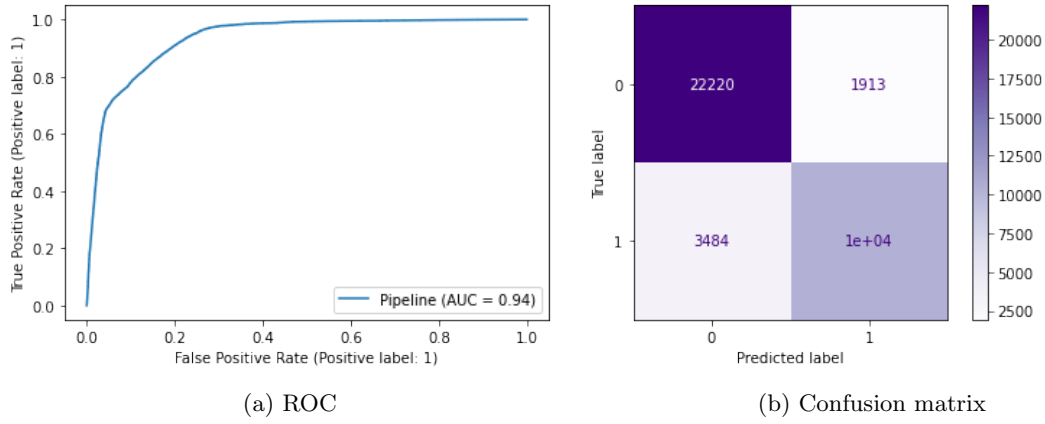 1.0
0.8
0.6
0.4
0.2
0.0
True Positive Rate (Positive label: 1)
Pipeline (AUC = 0.94)
0.0 0.2 0.4 0.6 0.8 1.0
False Positive Rate (Positive label: 1)
(a) ROC
True label
0
1
22220 1913
3484 1e+04
0 1
Predicted label
20000
17500
15000
12500
10000
7500
5000
2500
(b) Confusion matrix